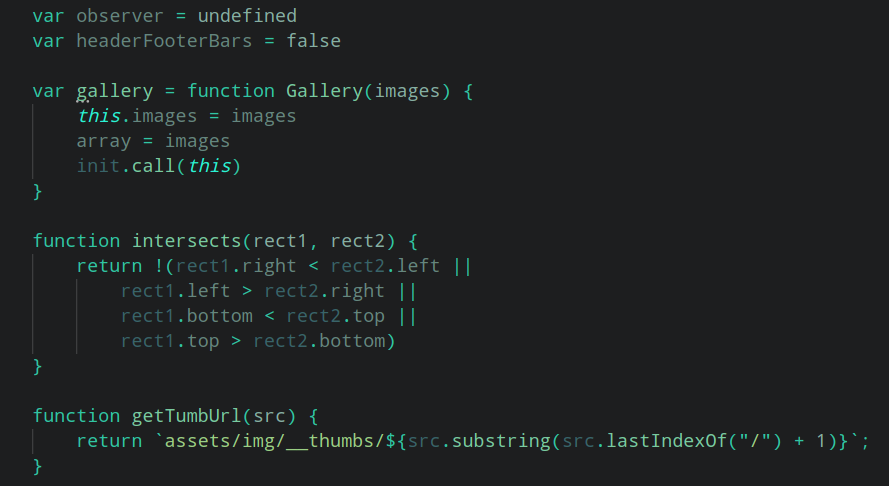 var observer = undefined
var headerFooterBars = false
var gallery = function Gallery(images) {
this.images = images
array = images
init.call(this)
}
function intersects(rect1, rect2) {
return !(rect1.right < rect2.left ||
rect1.left > rect2.right ||
rect1.bottom < rect2.top ||
rect1.top > rect2.bottom)
}
function getTumbUrl(src) {
return `assets/img/__thumbs/${src.substring(src.lastIndexOf("/") + 1)}`;
}